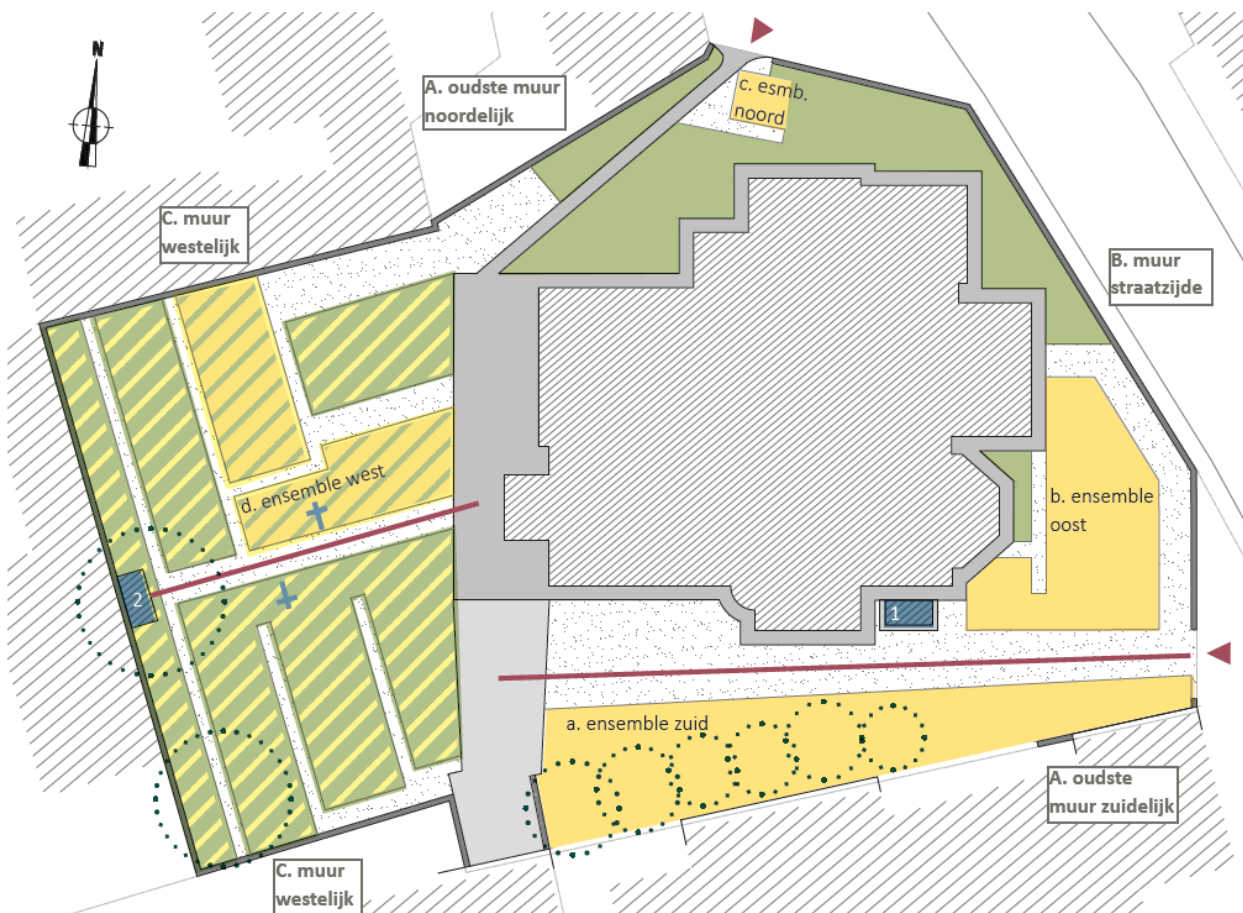 N
A. oudste muur
noordelijk
c. esmb.
noord
C. muur
westelijk
B. muur
straatzijde
d. ensemble west
b. ensemble
oost
2
1
a. ensemble zuid
A. oudste
muur zuidelijk
C. muur
westelijk